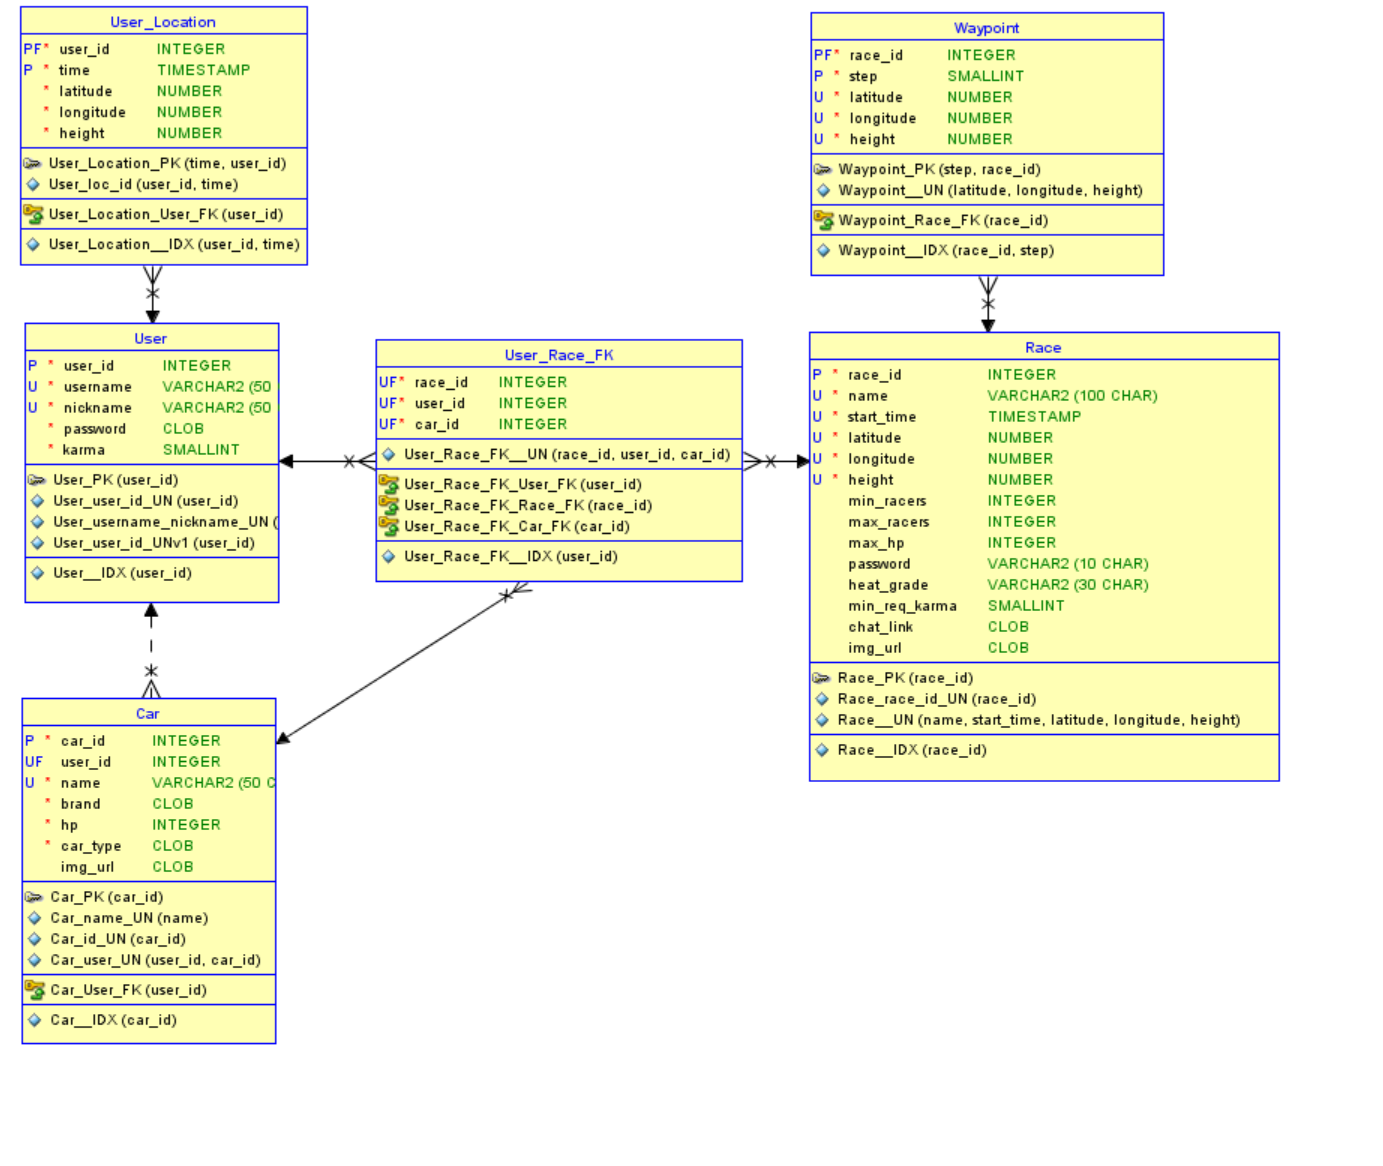 User_Location
PF* user_id INTEGER
P * time TIMESTAMP
* latitude NUMBER
* longitude NUMBER
* height NUMBER
User_Location_PK (time, user_id)
User_loc_id (user_id, time)
User_Location_User_FK (user_id)
User_Location__IDX (user_id, time)
Waypoint
PF* race_id INTEGER
P * step SMALLINT
U * latitude NUMBER
U * longitude NUMBER
U * height NUMBER
Waypoint_PK (step, race_id)
Waypoint__UN (latitude, longitude, height)
Waypoint_Race_FK (race_id)
Waypoint__IDX (race_id, step)
User
P * user_id INTEGER
U * username VARCHAR2 (50
U * nickname VARCHAR2 (50
* password CLOB
* karma SMALLINT
User_PK (user_id)
User_user_id_UN (user_id)
User_username_nickname_UN (
User_user_id_UNv1 (user_id)
User__IDX (user_id)
User_Race_FK
UF* race_id INTEGER
UF* user_id INTEGER
UF* car_id INTEGER
User_Race_FK__UN (race_id, user_id, car_id)
User_Race_FK_User_FK (user_id)
User_Race_FK_Race_FK (race_id)
User_Race_FK_Car_FK (car_id)
User_Race_FK__IDX (user_id)
Race
P * race_id INTEGER
U * name VARCHAR2 (100 CHAR)
U * start_time TIMESTAMP
U * latitude NUMBER
U * longitude NUMBER
U * height NUMBER
min_racers INTEGER
max_racers INTEGER
max_hp INTEGER
password VARCHAR2 (10 CHAR)
heat_grade VARCHAR2 (30 CHAR)
min_req_karma SMALLINT
chat_link CLOB
img_url CLOB
Race_PK (race_id)
Race_race_id_UN (race_id)
Race__UN (name, start_time, latitude, longitude, height)
Race__IDX (race_id)
Car
P * car_id INTEGER
UF user_id INTEGER
U * name VARCHAR2 (50 C
* brand CLOB
* hp INTEGER
* car_type CLOB
img_url CLOB
Car_PK (car_id)
Car_name_UN (name)
Car_id_UN (car_id)
Car_user_UN (user_id, car_id)
Car_User_FK (user_id)
Car__IDX (car_id)